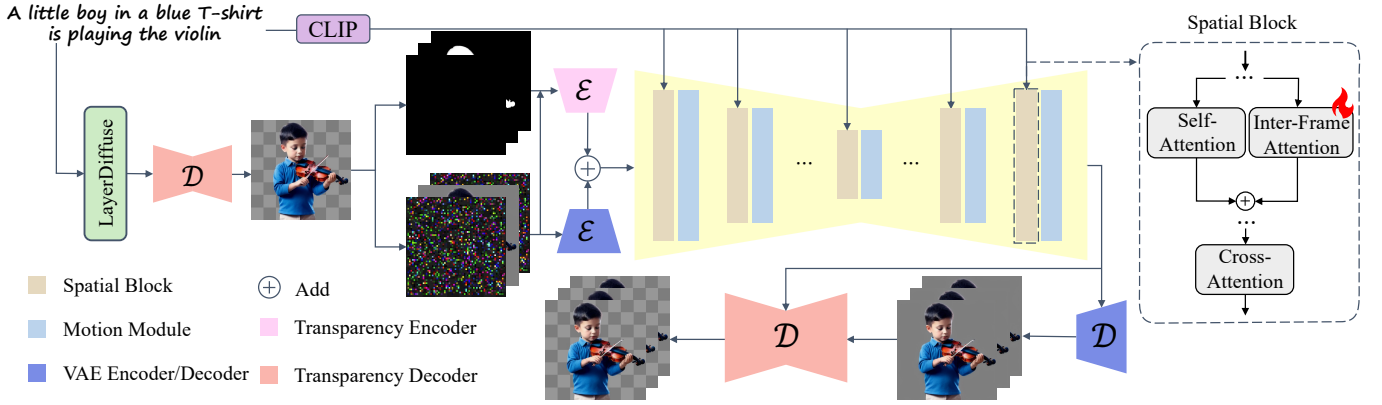 A little boy in a blue T-shirt
is playing the violin
CLIP
LayerDiffuse
𝒟
ℰ
ℰ
...
...
𝒟
𝒟
Spatial Block
...
Self-
Attention
Inter-Frame
Attention
...
Cross-
Attention
Spatial Block
Motion Module
VAE Encoder/Decoder
Add
Transparency Encoder
Transparency Decoder